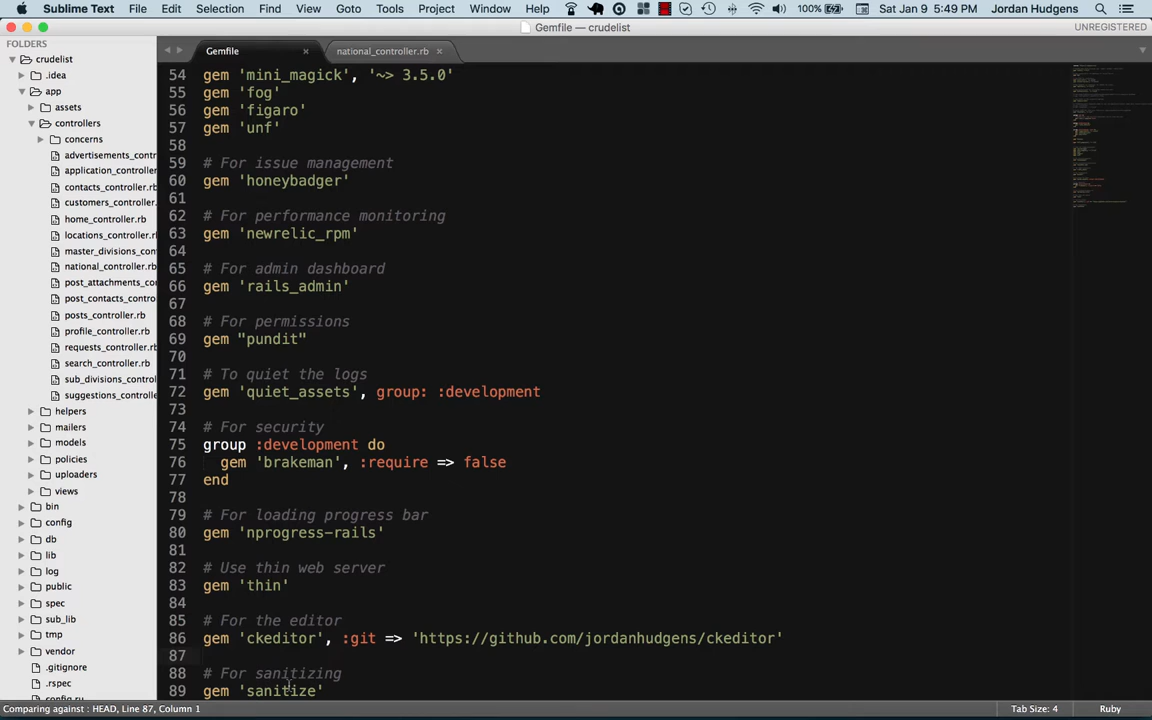 Sublime Text File Edit Selection Find View Goto Tools Project Window Help 100% Sat Jan 9 5:49 PM Jordan Hudgens
Gemfile — crudelist UNREGISTERED
FOLDERS
crudelist
.idea
app
assets
controllers
concerns
advertisements_contr
application_controller
contacts_controller.rb
customers_controller.
home_controller.rb
locations_controller.rb
master_divisions_con
national_controller.rb
post_attachments_co
post_contacts_contro
posts_controller.rb
profile_controller.rb
requests_controller.rb
search_controller.rb
sub_divisions_control
suggestions_controlle
helpers
mailers
models
policies
uploaders
views
bin
config
db
lib
log
public
spec
sub_lib
tmp
vendor
.gitignore
.rspec
config.ru
Gemfile × national_controller.rb ×
54 gem 'mini_magick', '~> 3.5.0'
55 gem 'fog'
56 gem 'figaro'
57 gem 'unf'
58
59 # For issue management
60 gem 'honeybadger'
61
62 # For performance monitoring
63 gem 'newrelic_rpm'
64
65 # For admin dashboard
66 gem 'rails_admin'
67
68 # For permissions
69 gem "pundit"
70
71 # To quiet the logs
72 gem 'quiet_assets', group: :development
73
74 # For security
75 group :development do
76 gem 'brakeman', :require => false
77 end
78
79 # For loading progress bar
80 gem 'nprogress-rails'
81
82 # Use thin web server
83 gem 'thin'
84
85 # For the editor
86 gem 'ckeditor', :git => 'https://github.com/jordanhudgens/ckeditor'
87
88 # For sanitizing
89 gem 'sanitize'
Comparing against : HEAD, Line 87, Column 1 Tab Size: 4 Ruby